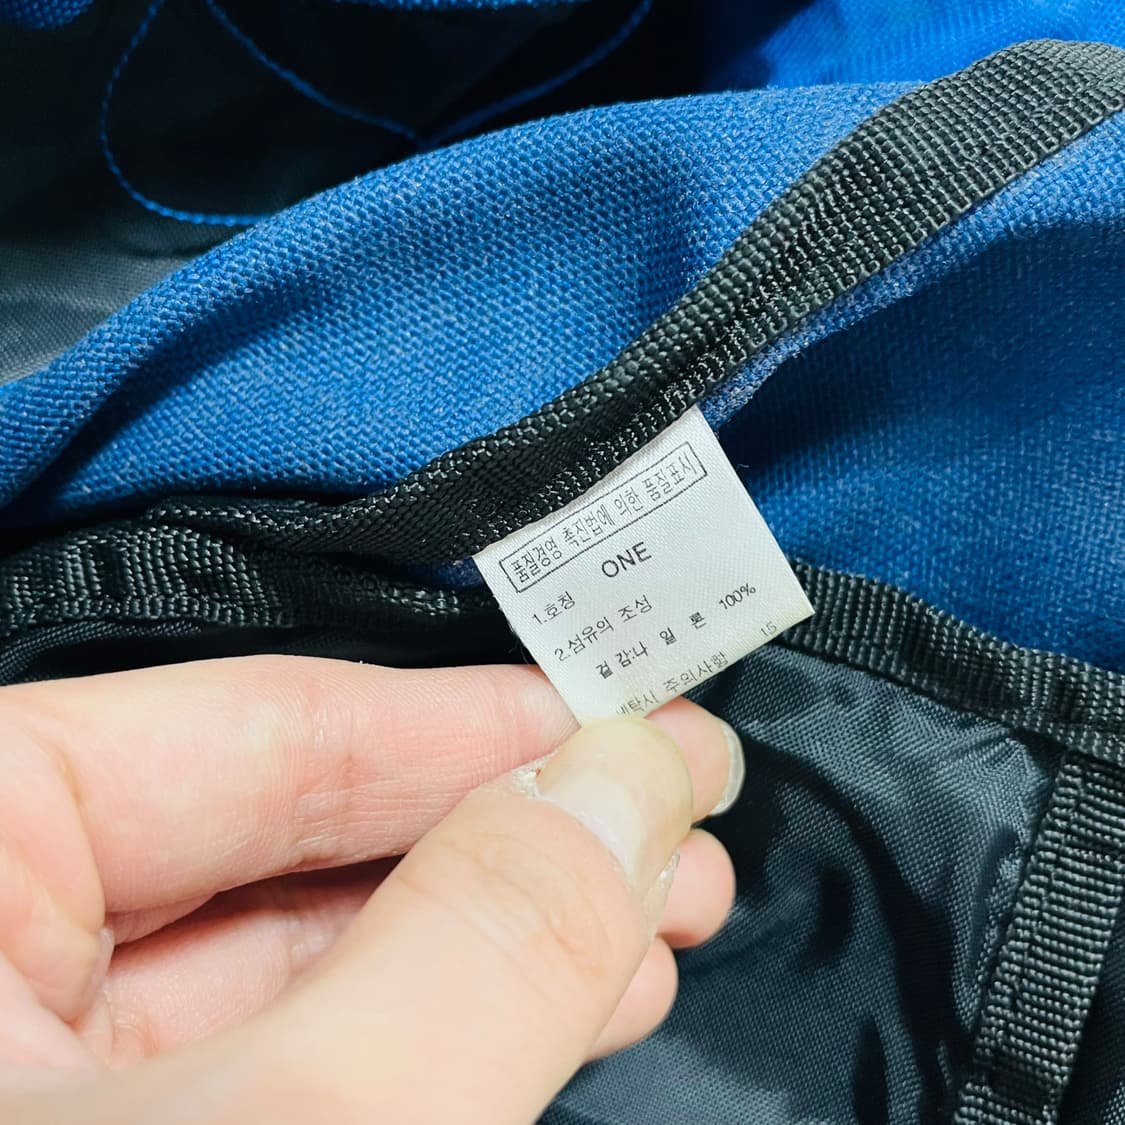 품질경영 촉진법에 의한 품질표시
1.호칭 ONE
2.섬유의 조성
겉감:나 일 론 100%
세탁시 주의사항
15